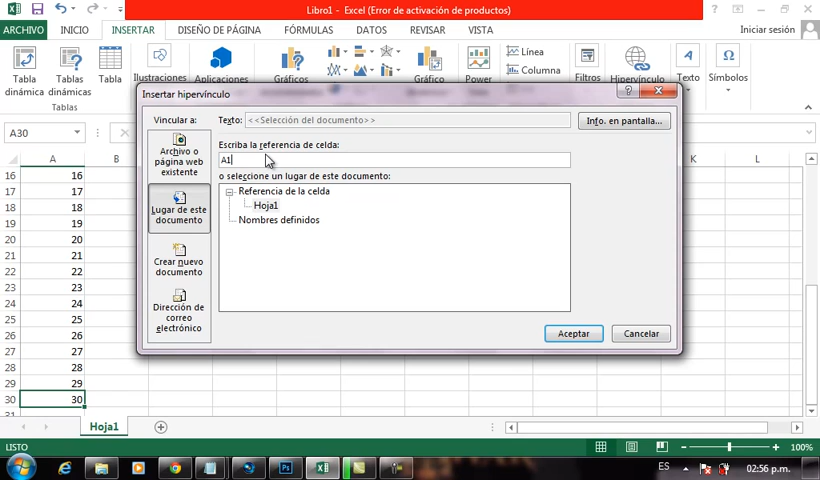 Libro1 - Excel (Error de activación de productos)
ARCHIVO INICIO INSERTAR DISEÑO DE PÁGINA FÓRMULAS DATOS REVISAR VISTA Iniciar sesión
Tabla dinámica
Tablas dinámicas
Tabla
Ilustraciones
Aplicaciones
Gráficos
Power
Línea
Columna
Filtros
Hipervínculo
Texto
Símbolos
Tablas
Insertar hipervínculo
A30
Vincular a:
Texto: <<Selección del documento>>
Info. en pantalla...
Escriba la referencia de celda:
A1
o seleccione un lugar de este documento:
Referencia de la celda
Hoja1
Nombres definidos
Archivo o página web existente
Lugar de este documento
Crear nuevo documento
Dirección de correo electrónico
Aceptar
Cancelar
A B K L
16 16
17 17
18 18
19 19
20 20
21 21
22 22
23 23
24 24
25 25
26 26
27 27
28 28
29 29
30 30
Hoja1
LISTO
100%
ES
02:56 p.m.